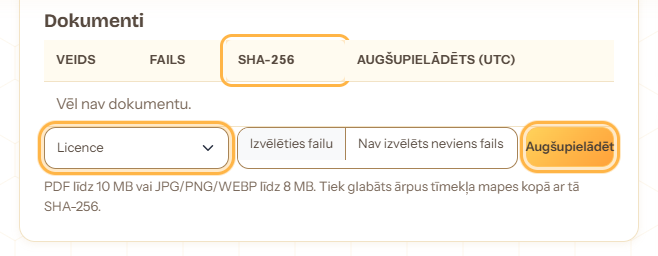 Dokumenti
VEIDS FAILS SHA-256 AUGŠUPIELĀDĒTS (UTC)
Vēl nav dokumentu.
Licence Izvēlēties failu Nav izvēlēts neviens fails Augšupielādēt
PDF līdz 10 MB vai JPG/PNG/WEBP līdz 8 MB. Tiek glabāts ārpus tīmekļa mapes kopā ar tā
SHA-256.